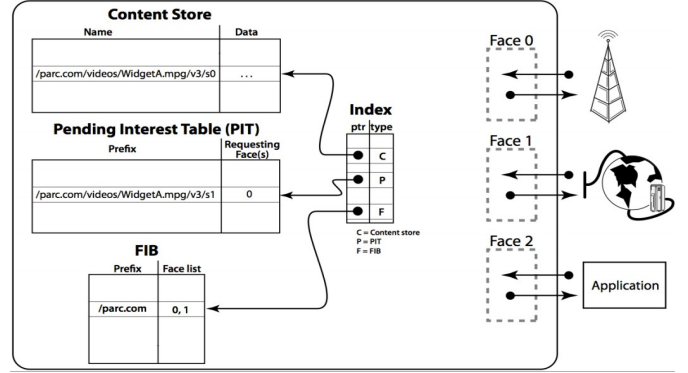 Content Store
Name Data
/parc.com/videos/WidgetA.mpg/v3/s0 ...
Pending Interest Table (PIT)
Prefix Requesting
Face(s)
/parc.com/videos/WidgetA.mpg/v3/s1 0
FIB
Prefix Face list
/parc.com 0, 1
Index
ptr type
C
P
F
C = Content store
P = PIT
F = FIB
Face 0
Face 1
Face 2
Application